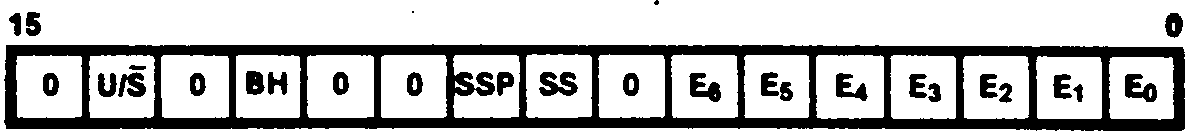 15 0
0 U/S̄ 0 BH 0 0 SSP SS 0 E₆ E₅ E₄ E₃ E₂ E₁ E₀